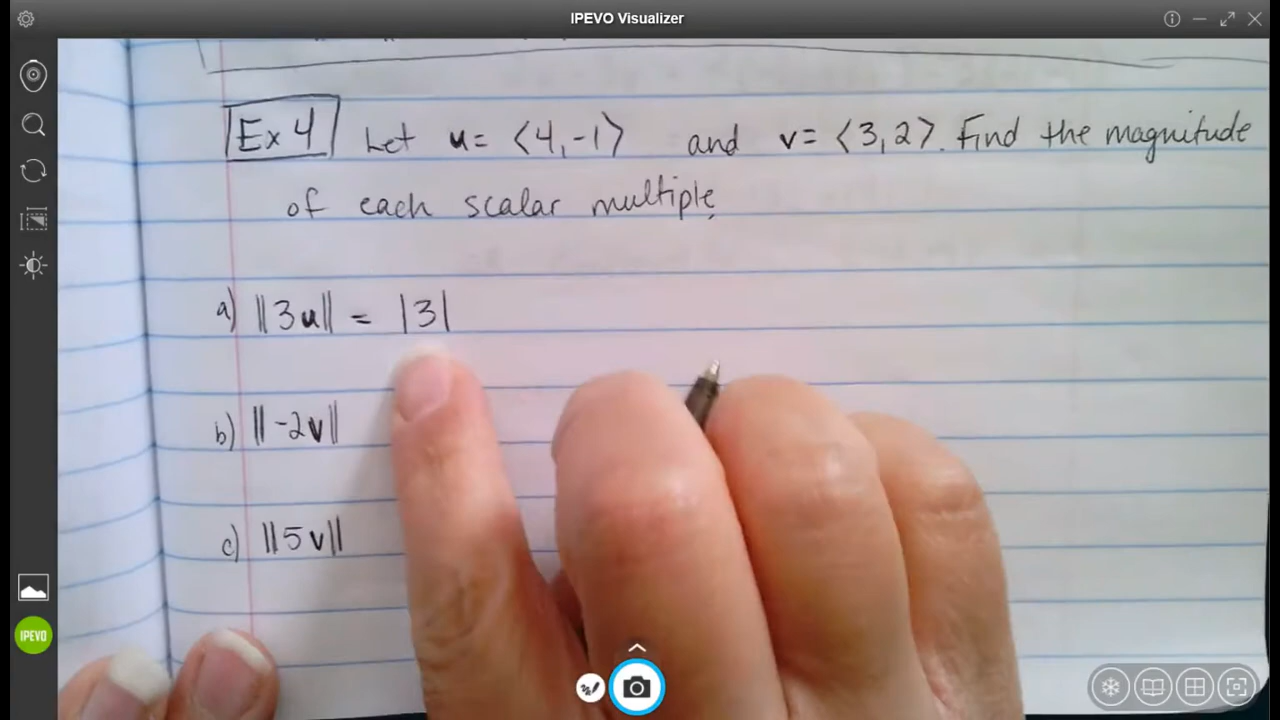 IPEVO Visualizer
Ex 4 Let u = ⟨4,-1⟩ and v = ⟨3,2⟩. Find the magnitude
of each scalar multiple.
a) ||3u|| = |3|
b) ||-2v||
c) ||5v||
IPEVO